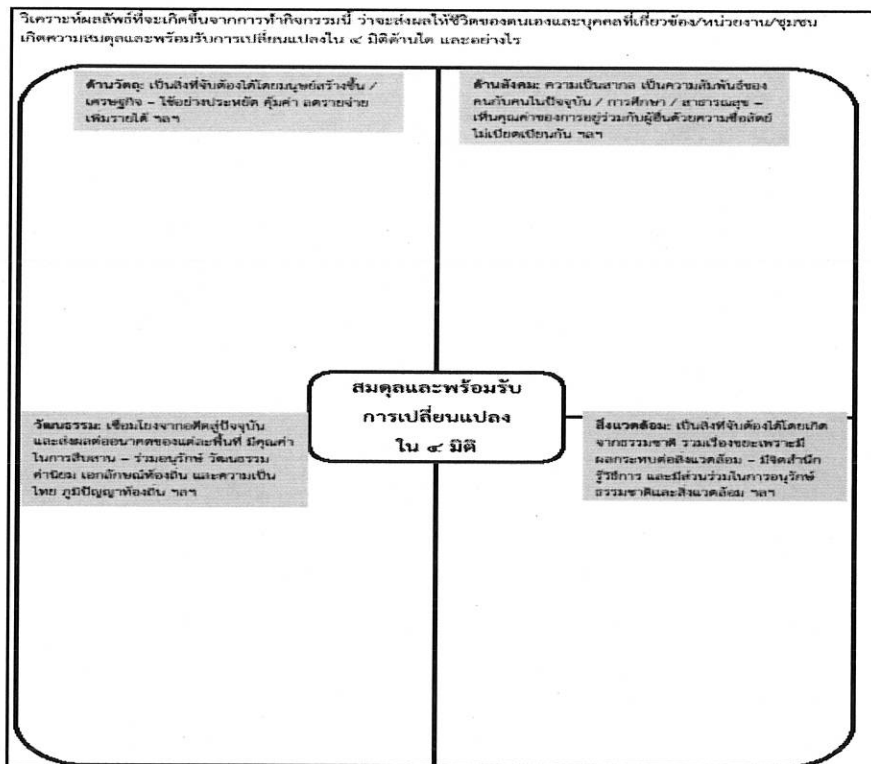 วิเคราะห์ผลลัพธ์ที่จะเกิดขึ้นจากการทำกิจกรรมนี้ ว่าจะส่งผลให้ชีวิตของตนเองและบุคคลที่เกี่ยวข้อง/หน่วยงาน/ชุมชน
เกิดความสมดุลและพร้อมรับการเปลี่ยนแปลงใน ๔ มิติด้านใด และอย่างไร
ด้านวัตถุ: เป็นสิ่งที่จับต้องได้โดยมนุษย์สร้างขึ้น /
เศรษฐกิจ – ใช้อย่างประหยัด คุ้มค่า ลดรายจ่าย
เพิ่มรายได้ ฯลฯ
ด้านสังคม: ความเป็นสากล เป็นความสัมพันธ์ของ
คนกับคนในปัจจุบัน / การศึกษา / สาธารณสุข –
เห็นคุณค่าของการอยู่ร่วมกับผู้อื่นด้วยความซื่อสัตย์
ไม่เบียดเบียนกัน ฯลฯ
สมดุลและพร้อมรับ
การเปลี่ยนแปลง
ใน ๔ มิติ
วัฒนธรรม: เชื่อมโยงจากอดีตสู่ปัจจุบัน
และส่งผลต่ออนาคตของแต่ละพื้นที่ มีคุณค่า
ในการสืบสาน – ร่วมอนุรักษ์ วัฒนธรรม
ค่านิยม เอกลักษณ์ท้องถิ่น และความเป็น
ไทย ภูมิปัญญาท้องถิ่น ฯลฯ
สิ่งแวดล้อม: เป็นสิ่งที่จับต้องได้โดยเกิด
จากธรรมชาติ รวมเรื่องขยะเพราะมี
ผลกระทบต่อสิ่งแวดล้อม – มีจิตสำนึก
รู้วิธีการ และมีส่วนร่วมในการอนุรักษ์
ธรรมชาติและสิ่งแวดล้อม ฯลฯ